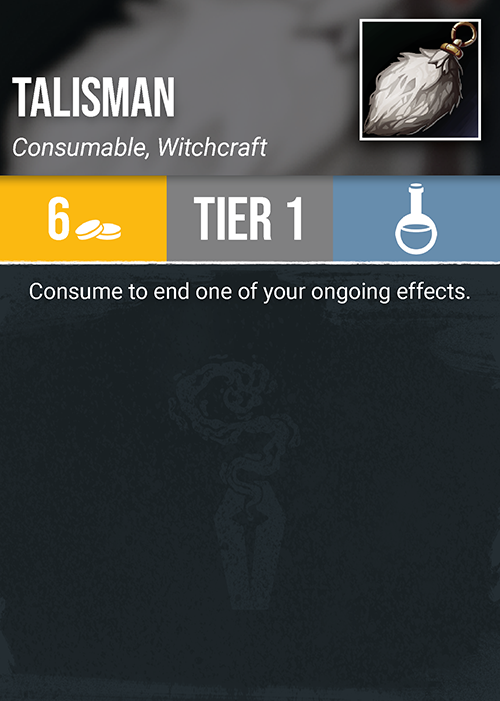 TALISMAN
Consumable, Witchcraft
6
TIER 1
Consume to end one of your ongoing effects.